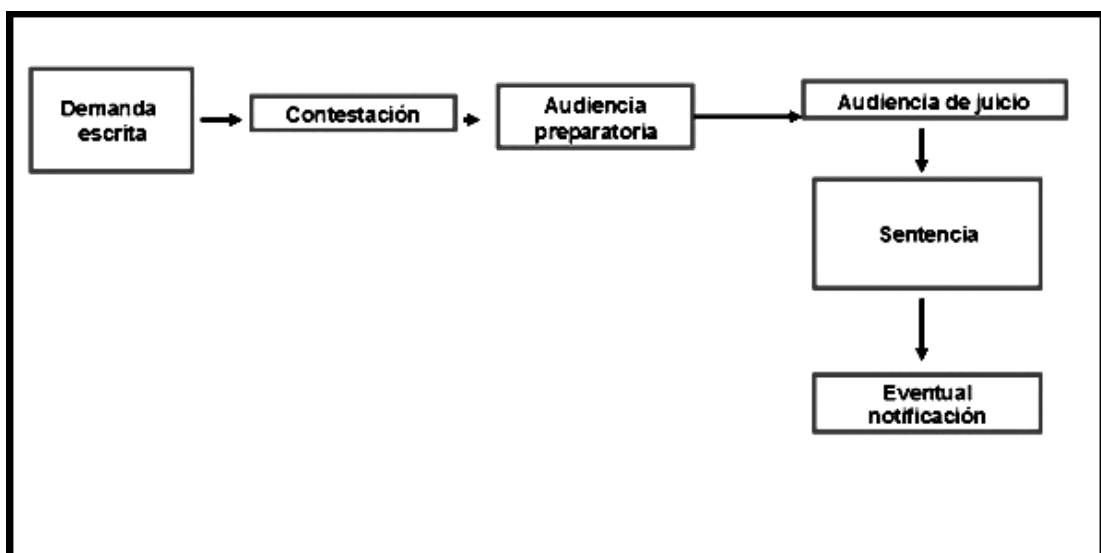 Demanda
escrita
Contestación
Audiencia
preparatoria
Audiencia de juicio
Sentencia
Eventual
notificación